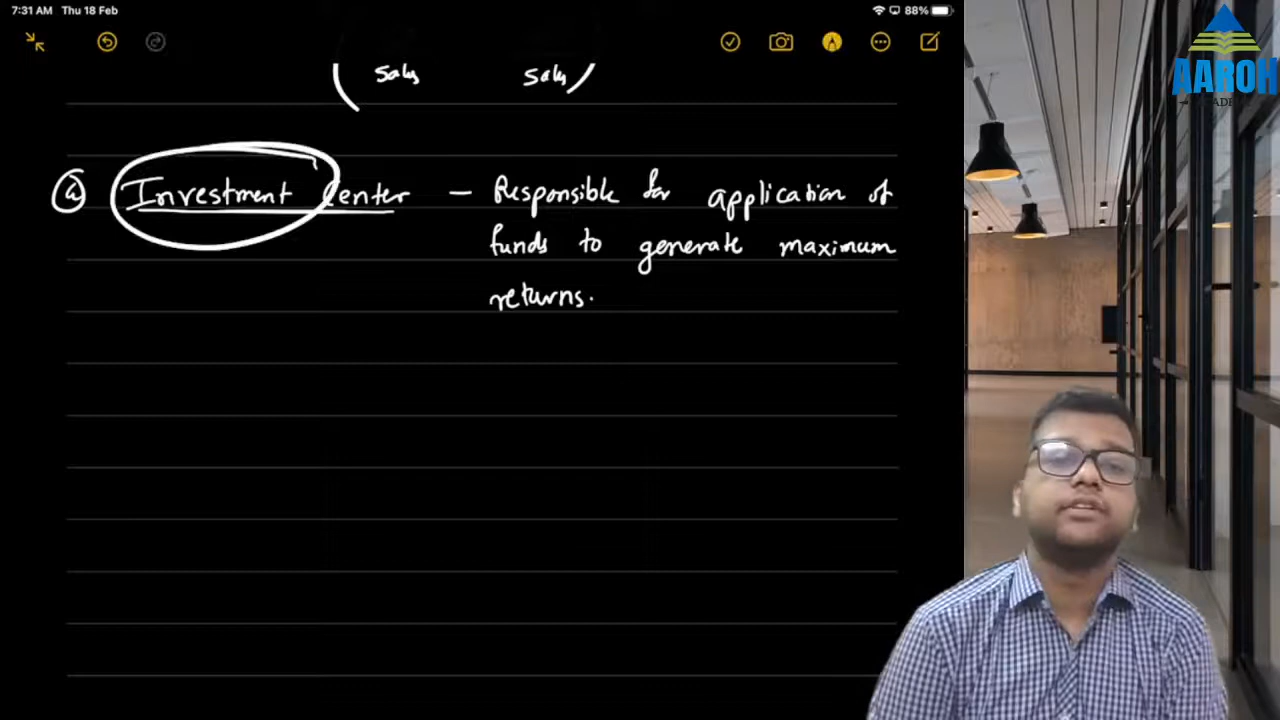 7:31 AM Thu 18 Feb
88%
AAROH
Sales Sales
④ Investment Center – Responsible for application of
funds to generate maximum
returns.